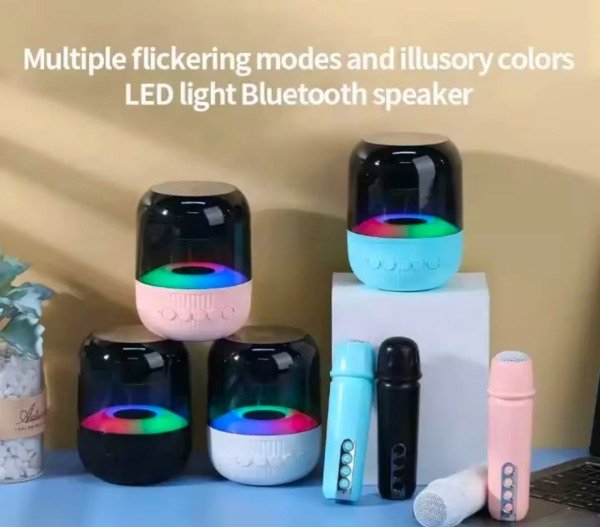 Multiple flickering modes and illusory colors
LED light Bluetooth speaker